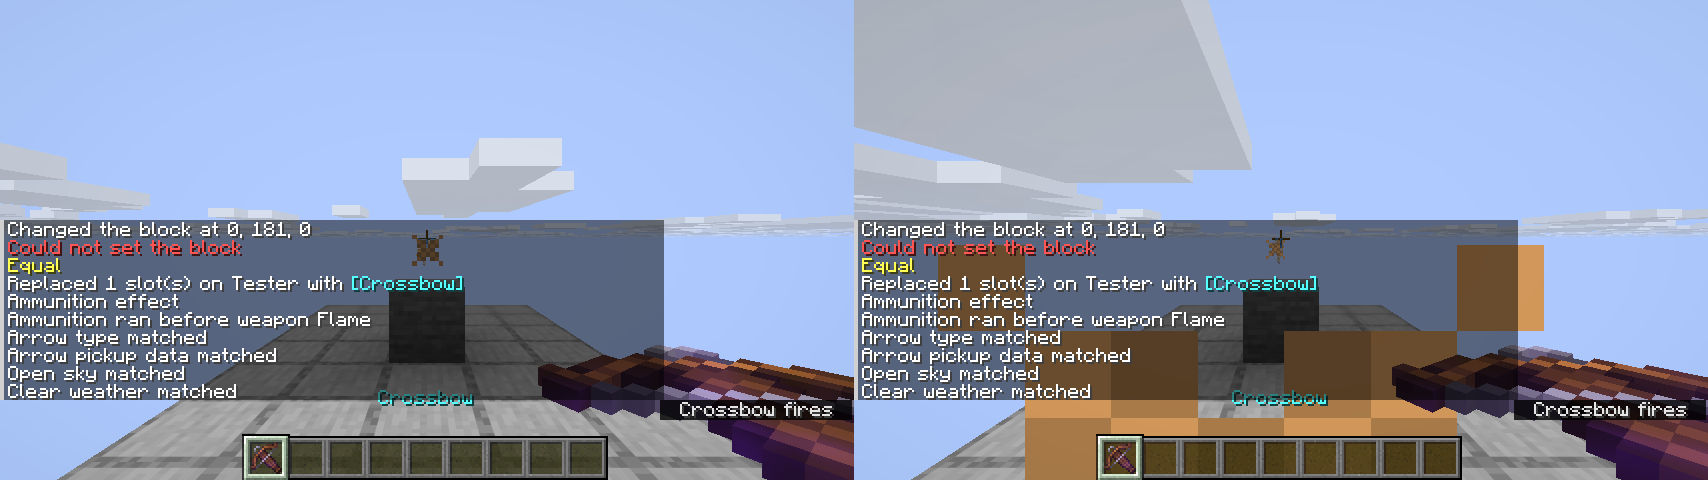 Changed the block at 0, 181, 0
Could not set the block
Equal
Replaced 1 slot(s) on Tester with [Crossbow]
Ammunition effect
Ammunition ran before weapon Flame
Arrow type matched
Arrow pickup data matched
Open sky matched
Clear weather matched
Crossbow
Crossbow fires
Changed the block at 0, 181, 0
Could not set the block
Equal
Replaced 1 slot(s) on Tester with [Crossbow]
Ammunition effect
Ammunition ran before weapon Flame
Arrow type matched
Arrow pickup data matched
Open sky matched
Clear weather matched
Crossbow
Crossbow fires